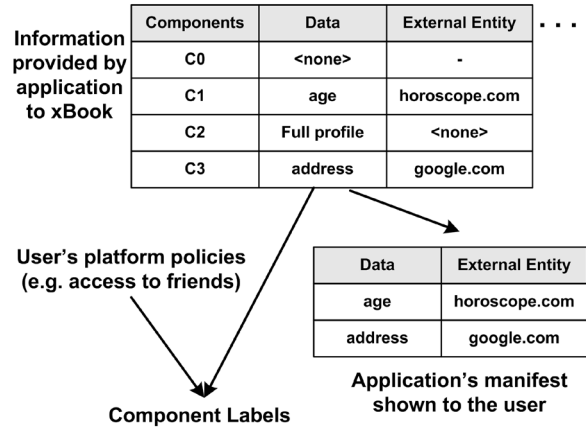 Information
provided by
application
to xBook
Components Data External Entity . . .
C0 <none> -
C1 age horoscope.com
C2 Full profile <none>
C3 address google.com
User's platform policies
(e.g. access to friends)
Data External Entity
age horoscope.com
address google.com
Application's manifest
shown to the user
Component Labels